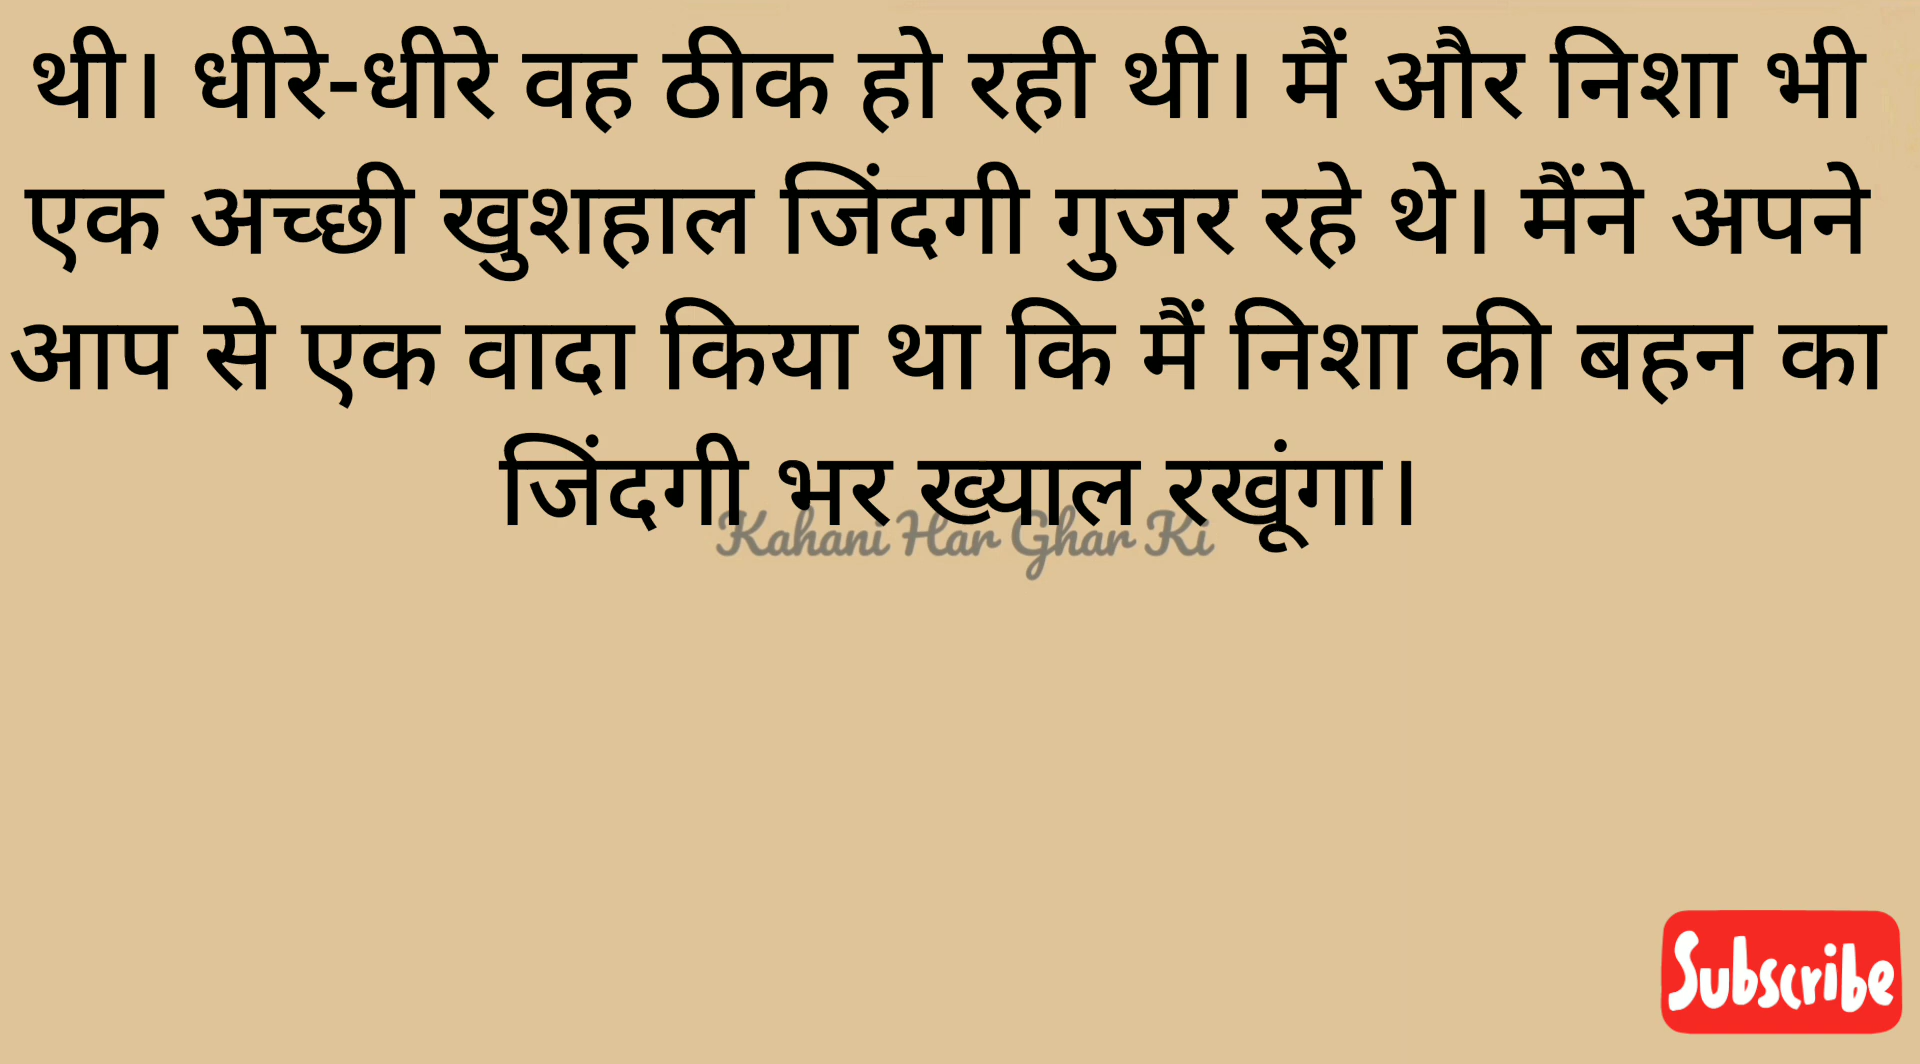 थी। धीरे-धीरे वह ठीक हो रही थी। मैं और निशा भी
एक अच्छी खुशहाल जिंदगी गुजर रहे थे। मैंने अपने
आप से एक वादा किया था कि मैं निशा की बहन का
जिंदगी भर ख्याल रखूंगा।
Kahani Har Ghar Ki
Subscribe